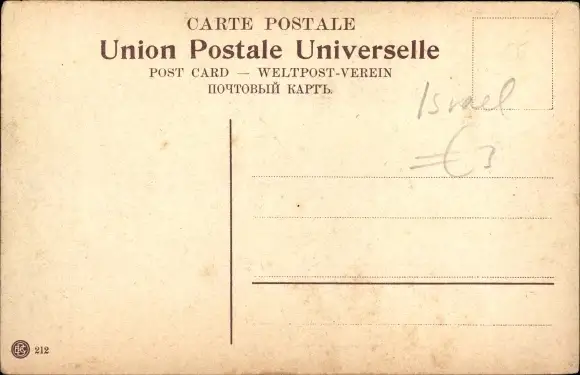 CARTE POSTALE
Union Postale Universelle
POST CARD — WELTPOST-VEREIN
ПОЧТОВЫЙ КАРТЪ.
Israel
€3
212